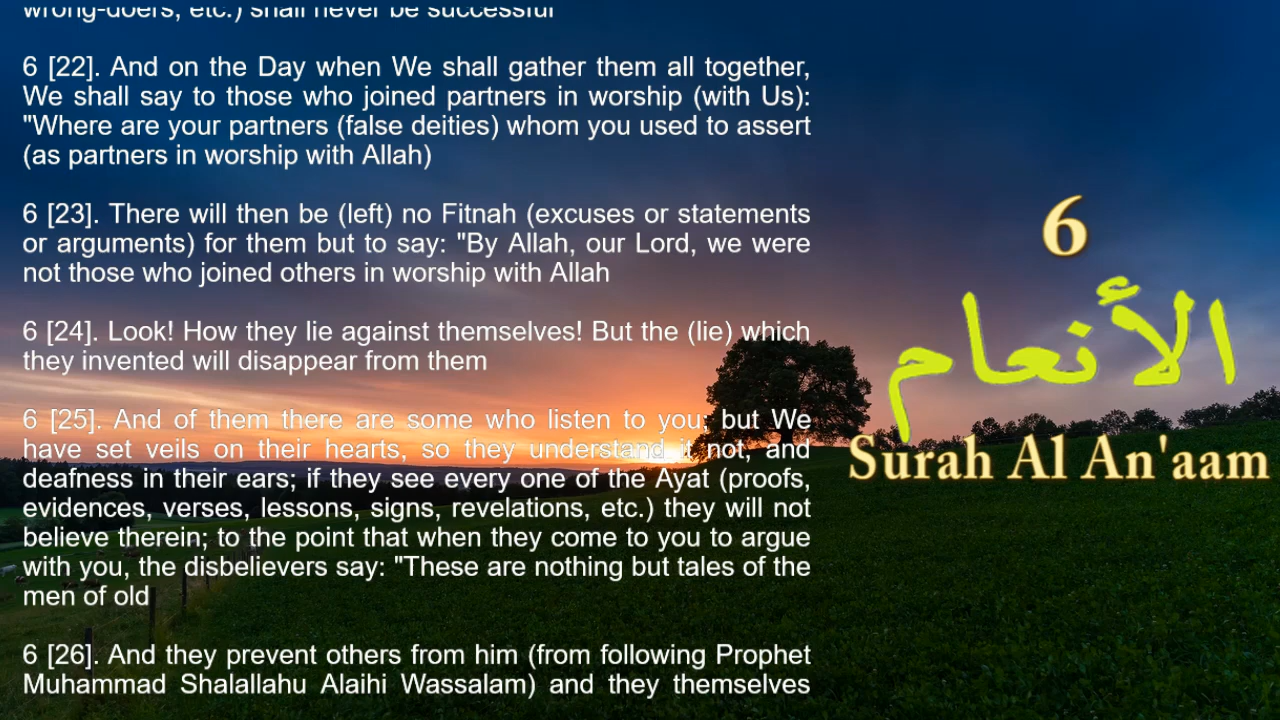 wrong-doers, etc.) shall never be successful
6 [22]. And on the Day when We shall gather them all together,
We shall say to those who joined partners in worship (with Us):
"Where are your partners (false deities) whom you used to assert
(as partners in worship with Allah)
6 [23]. There will then be (left) no Fitnah (excuses or statements
or arguments) for them but to say: "By Allah, our Lord, we were
not those who joined others in worship with Allah
6 [24]. Look! How they lie against themselves! But the (lie) which
they invented will disappear from them
6 [25]. And of them there are some who listen to you; but We
have set veils on their hearts, so they understand it not, and
deafness in their ears; if they see every one of the Ayat (proofs,
evidences, verses, lessons, signs, revelations, etc.) they will not
believe therein; to the point that when they come to you to argue
with you, the disbelievers say: "These are nothing but tales of the
men of old
6 [26]. And they prevent others from him (from following Prophet
Muhammad Shalallahu Alaihi Wassalam) and they themselves
6
الأنعام
Surah Al An'aam